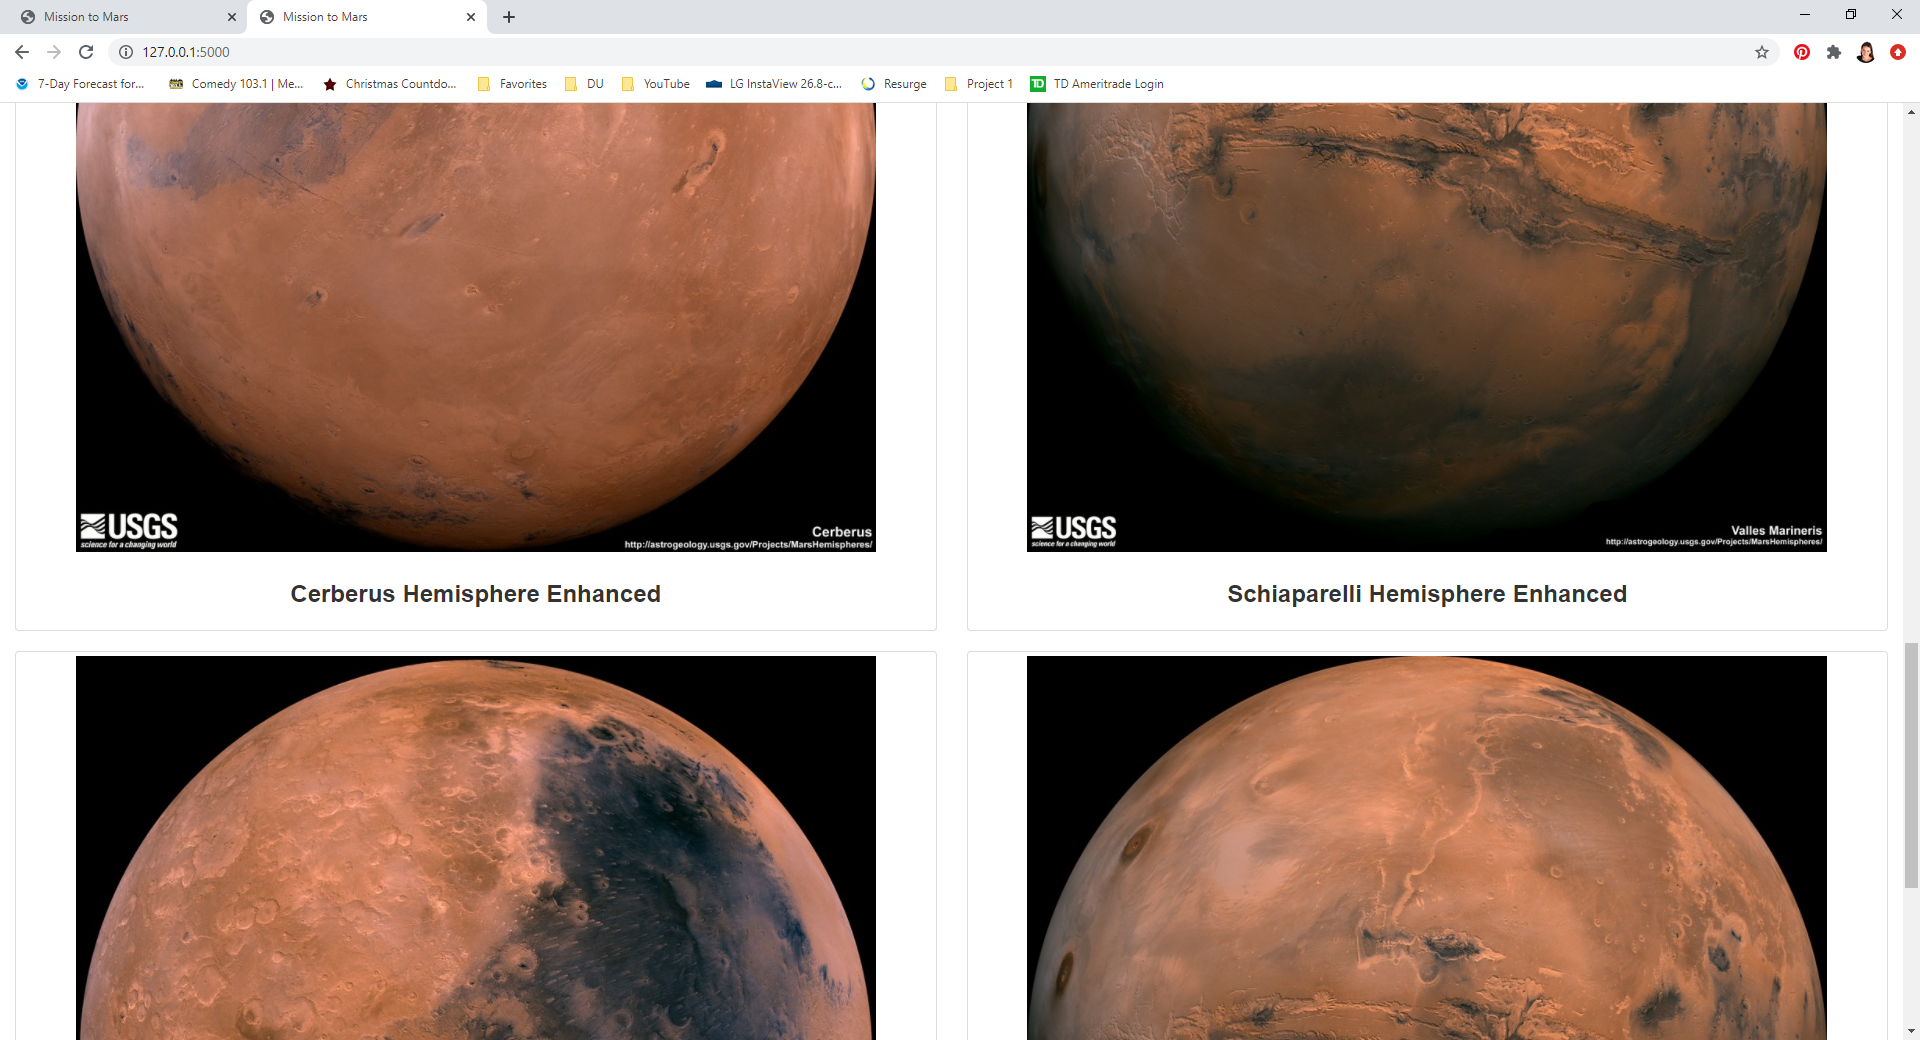 Mission to Mars
Mission to Mars
127.0.0.1:5000
7-Day Forecast for...
Comedy 103.1 | Me...
Christmas Countdo...
Favorites
DU
YouTube
LG InstaView 26.8-c...
Resurge
Project 1
TD Ameritrade Login
USGS
science for a changing world
Cerberus
http://astrogeology.usgs.gov/Projects/MarsHemispheres/
USGS
science for a changing world
Valles Marineris
http://astrogeology.usgs.gov/Projects/MarsHemispheres/
Cerberus Hemisphere Enhanced
Schiaparelli Hemisphere Enhanced